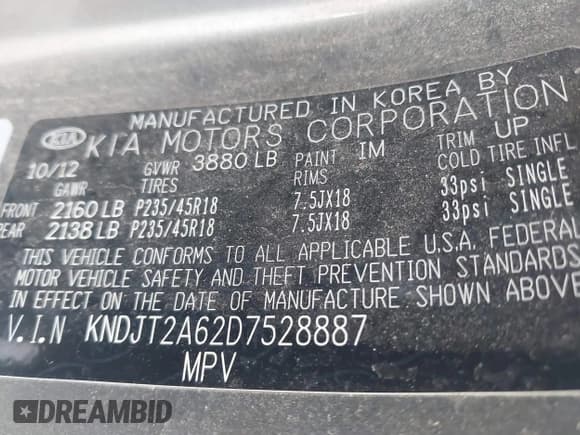 MANUFACTURED IN KOREA BY
KIA KIA MOTORS CORPORATION
10/12 GVWR 3880 LB PAINT IM TRIM UP
GAWR TIRES RIMS COLD TIRE INFL
FRONT 2160 LB P235/45R18 7.5JX18 33psi SINGLE
REAR 2138 LB P235/45R18 7.5JX18 33psi SINGLE
THIS VEHICLE CONFORMS TO ALL APPLICABLE U.S.A. FEDERAL
MOTOR VEHICLE SAFETY AND THEFT PREVENTION STANDARDS
IN EFFECT ON THE DATE OF MANUFACTURE SHOWN ABOVE
V.I.N KNDJT2A62D7528887
MPV
DREAMBID